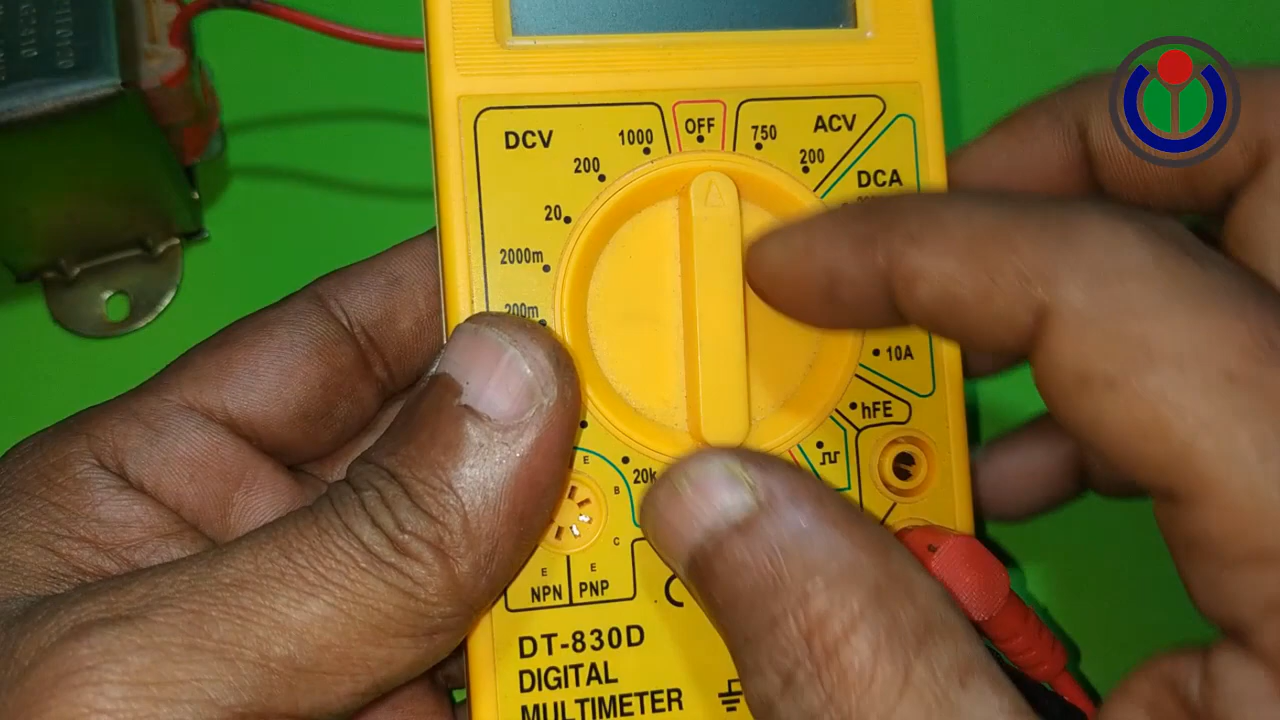 DCV
1000
OFF
750
ACV
200
200
DCA
20
2000m
200m
10A
hFE
20k
E
B
C
E
E
NPN
PNP
DT-830D
DIGITAL
MULTIMETER